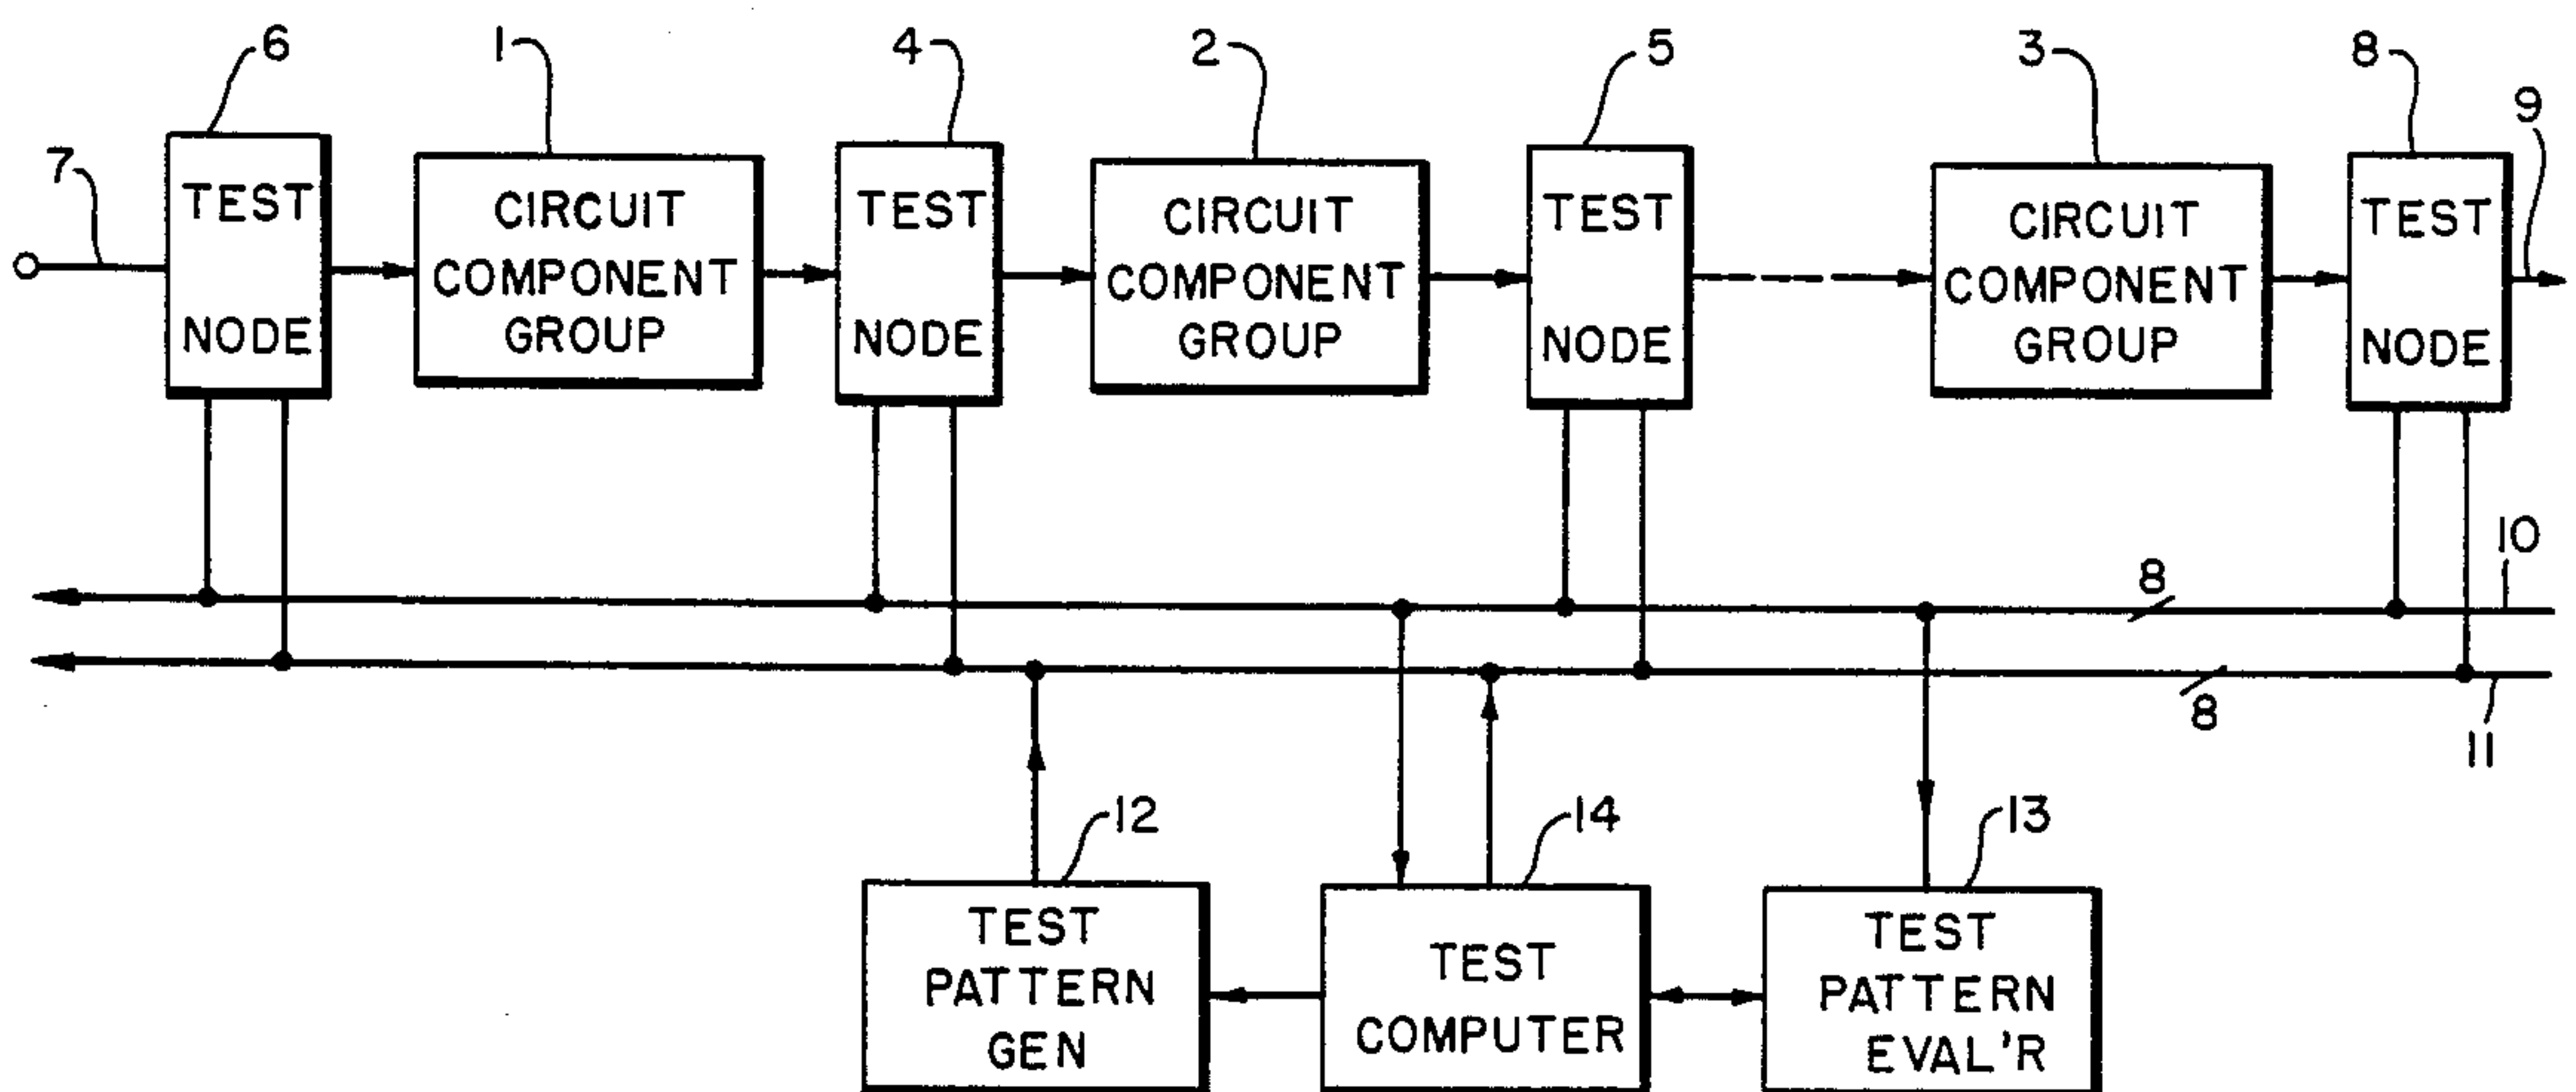 6
1
4
2
5
3
8
9
7
TEST
NODE
CIRCUIT
COMPONENT
GROUP
TEST
NODE
CIRCUIT
COMPONENT
GROUP
TEST
NODE
CIRCUIT
COMPONENT
GROUP
TEST
NODE
8
10
8
11
12
14
13
TEST
PATTERN
GEN
TEST
COMPUTER
TEST
PATTERN
EVAL'R